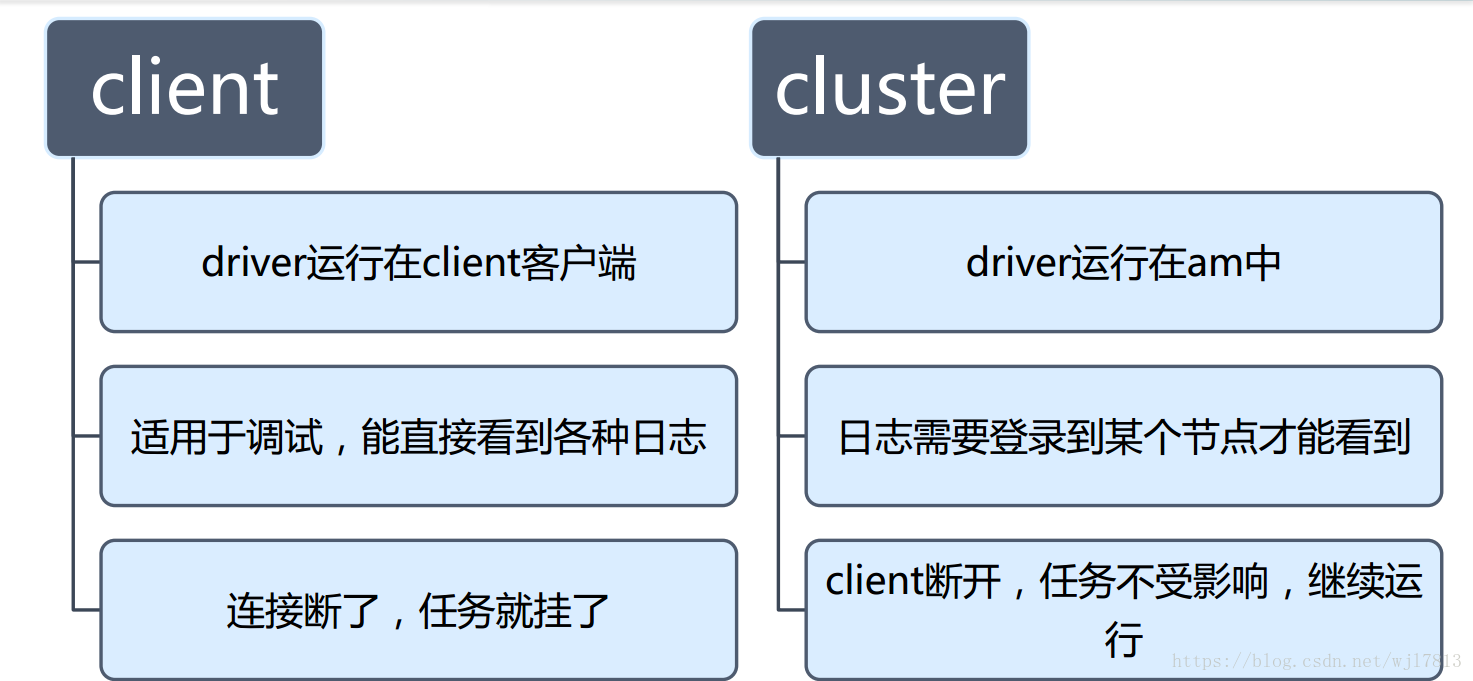 client
driver运行在client客户端
适用于调试，能直接看到各种日志
连接断了，任务就挂了
cluster
driver运行在am中
日志需要登录到某个节点才能看到
client断开，任务不受影响，继续运
行
https://blog.csdn.net/wjl7813